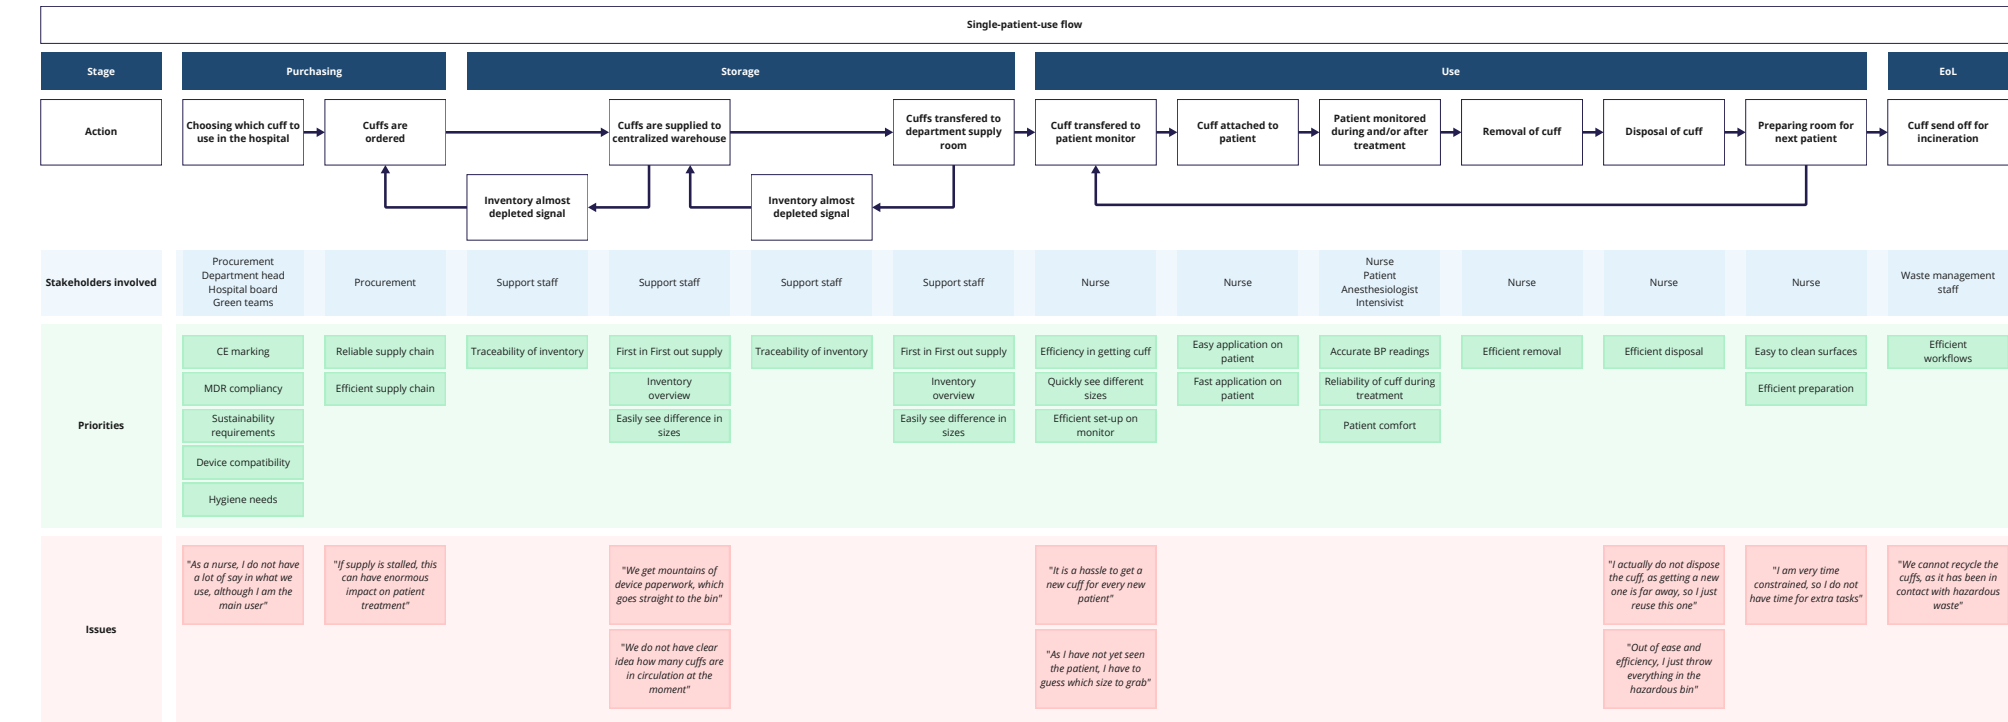 Single-patient-use flow
Stage
Purchasing
Storage
Use
EoL
Action
Choosing which cuff to
use in the hospital
Cuffs are
ordered
Cuffs are supplied to
centralized warehouse
Cuffs transfered to
department supply
room
Cuff transfered to
patient monitor
Cuff attached to
patient
Patient monitored
during and/or after
treatment
Removal of cuff
Disposal of cuff
Preparing room for
next patient
Cuff send off for
incineration
Inventory almost
depleted signal
Inventory almost
depleted signal
Stakeholders involved
Procurement
Department head
Hospital board
Green teams
Procurement
Support staff
Support staff
Support staff
Support staff
Nurse
Nurse
Nurse
Patient
Anesthesiologist
Intensivist
Nurse
Nurse
Nurse
Waste management
staff
Priorities
CE marking
MDR compliancy
Sustainability
requirements
Device compatibility
Hygiene needs
Reliable supply chain
Efficient supply chain
Traceability of inventory
First in First out supply
Inventory
overview
Easily see difference in
sizes
Traceability of inventory
First in First out supply
Inventory
overview
Easily see difference in
sizes
Efficiency in getting cuff
Quickly see different
sizes
Efficient set-up on
monitor
Easy application on
patient
Fast application on
patient
Accurate BP readings
Reliability of cuff during
treatment
Patient comfort
Efficient removal
Efficient disposal
Easy to clean surfaces
Efficient preparation
Efficient
workflows
Issues
"As a nurse, I do not have
a lot of say in what we
use, although I am the
main user"
"If supply is stalled, this
can have enormous
impact on patient
treatment"
"We get mountains of
device paperwork, which
goes straight to the bin"
"We do not have clear
idea how many cuffs are
in circulation at the
moment"
"It is a hassle to get a
new cuff for every new
patient"
"As I have not yet seen
the patient, I have to
guess which size to grab"
"I actually do not dispose
the cuff, as getting a new
one is far away, so I just
reuse this one"
"Out of ease and
efficiency, I just throw
everything in the
hazardous bin"
"I am very time
constrained, so I do not
have time for extra tasks"
"We cannot recycle the
cuffs, as it has been in
contact with hazardous
waste"